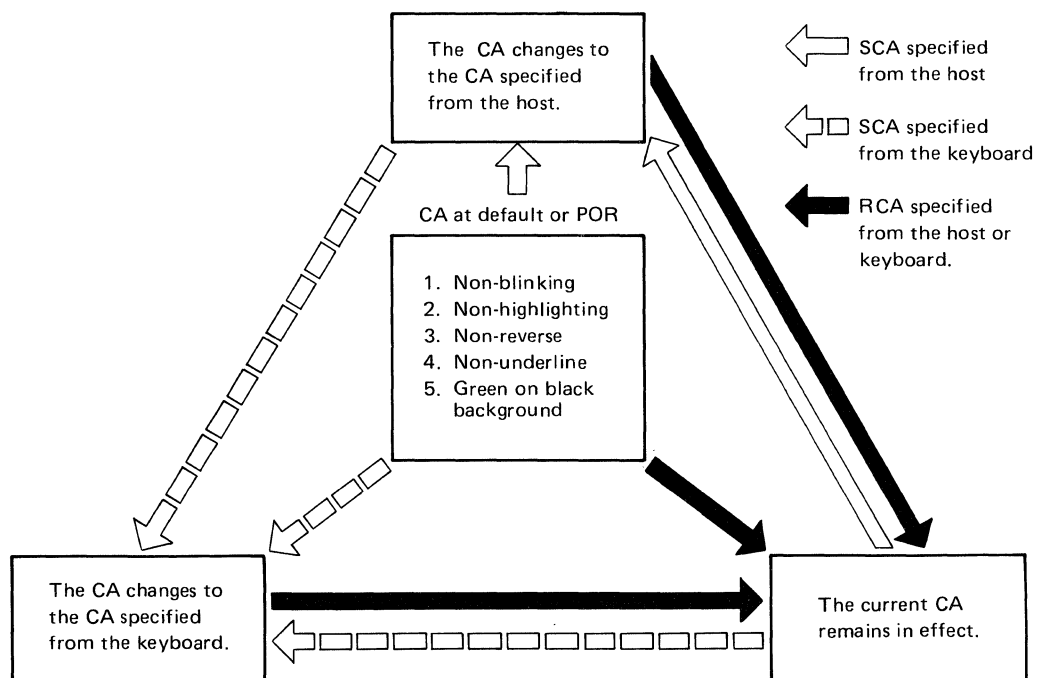 The CA changes to
the CA specified
from the host.
SCA specified
from the host
SCA specified
from the keyboard
RCA specified
from the host or
keyboard.
CA at default or POR
1. Non-blinking
2. Non-highlighting
3. Non-reverse
4. Non-underline
5. Green on black
background
The CA changes to
the CA specified
from the keyboard.
The current CA
remains in effect.